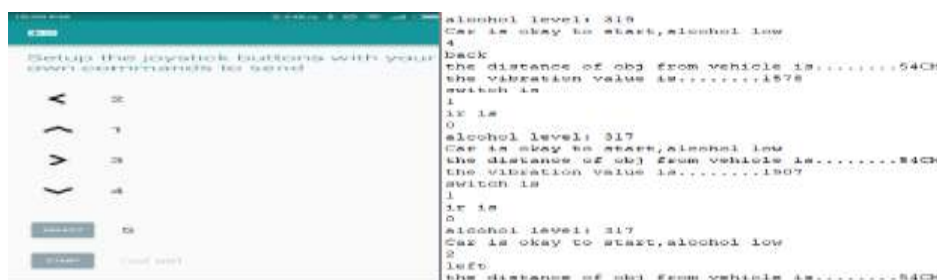 Setup the joystick buttons with your
own commands to send
< 2
1
> 3
4
SELECT 5
START
alcohol level: 319
Car is okay to start,alcohol low
4
back
the distance of obj from vehicle is........54CM
the vibration value is........1578
switch is
1
ir is
0
alcohol level: 317
Car is okay to start,alcohol low
the distance of obj from vehicle is........54CM
the vibration value is........1907
switch is
1
ir is
0
alcohol level: 317
Car is okay to start,alcohol low
2
left
the distance of obj from vehicle is........54CM